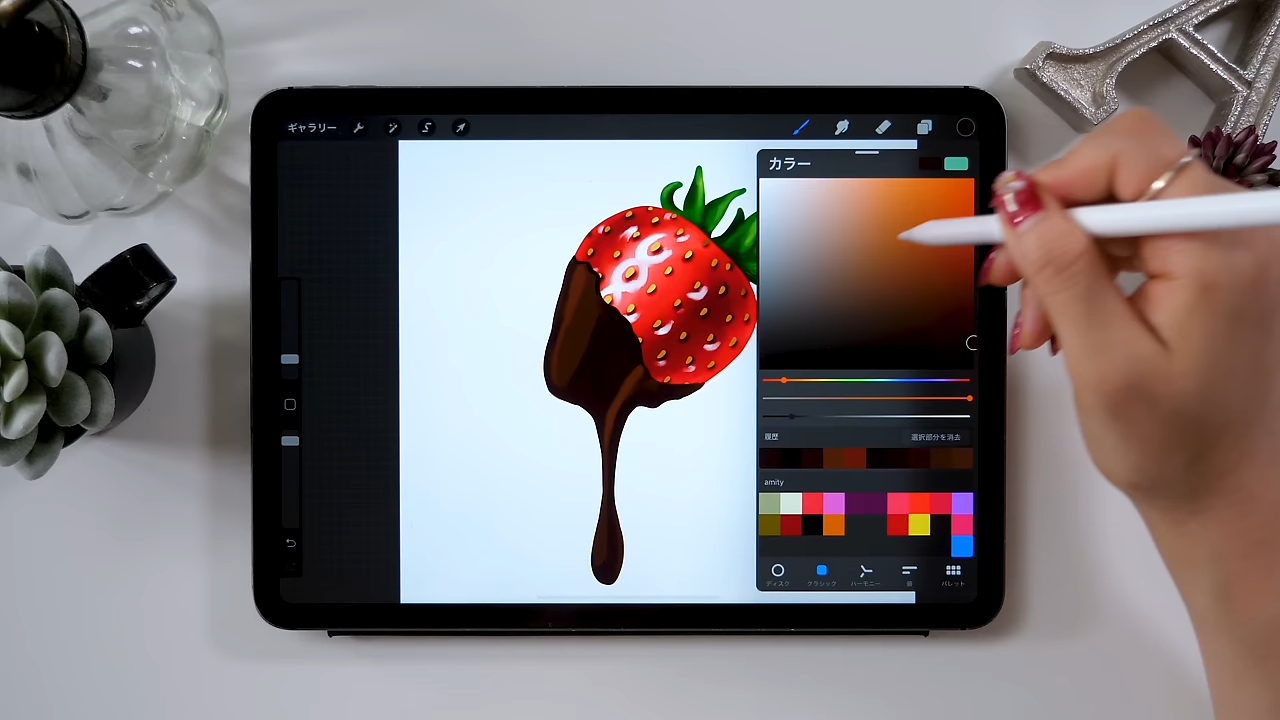 ギャラリー
カラー
履歴
選択部分を消去
amity
ディスク
クラシック
ハーモニー
値
パレット
A